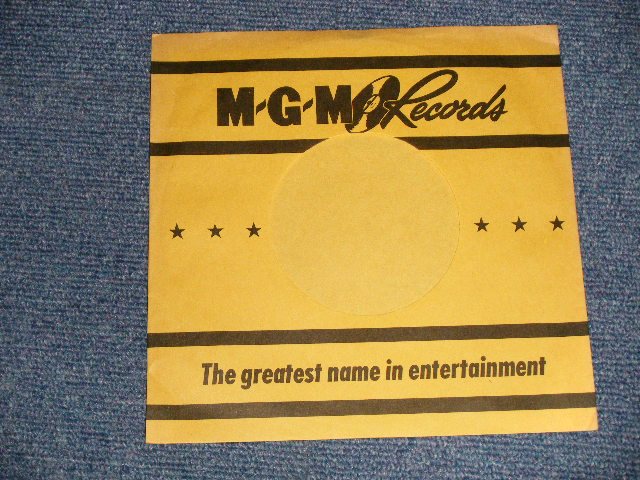 M-G-M Records
The greatest name in entertainment